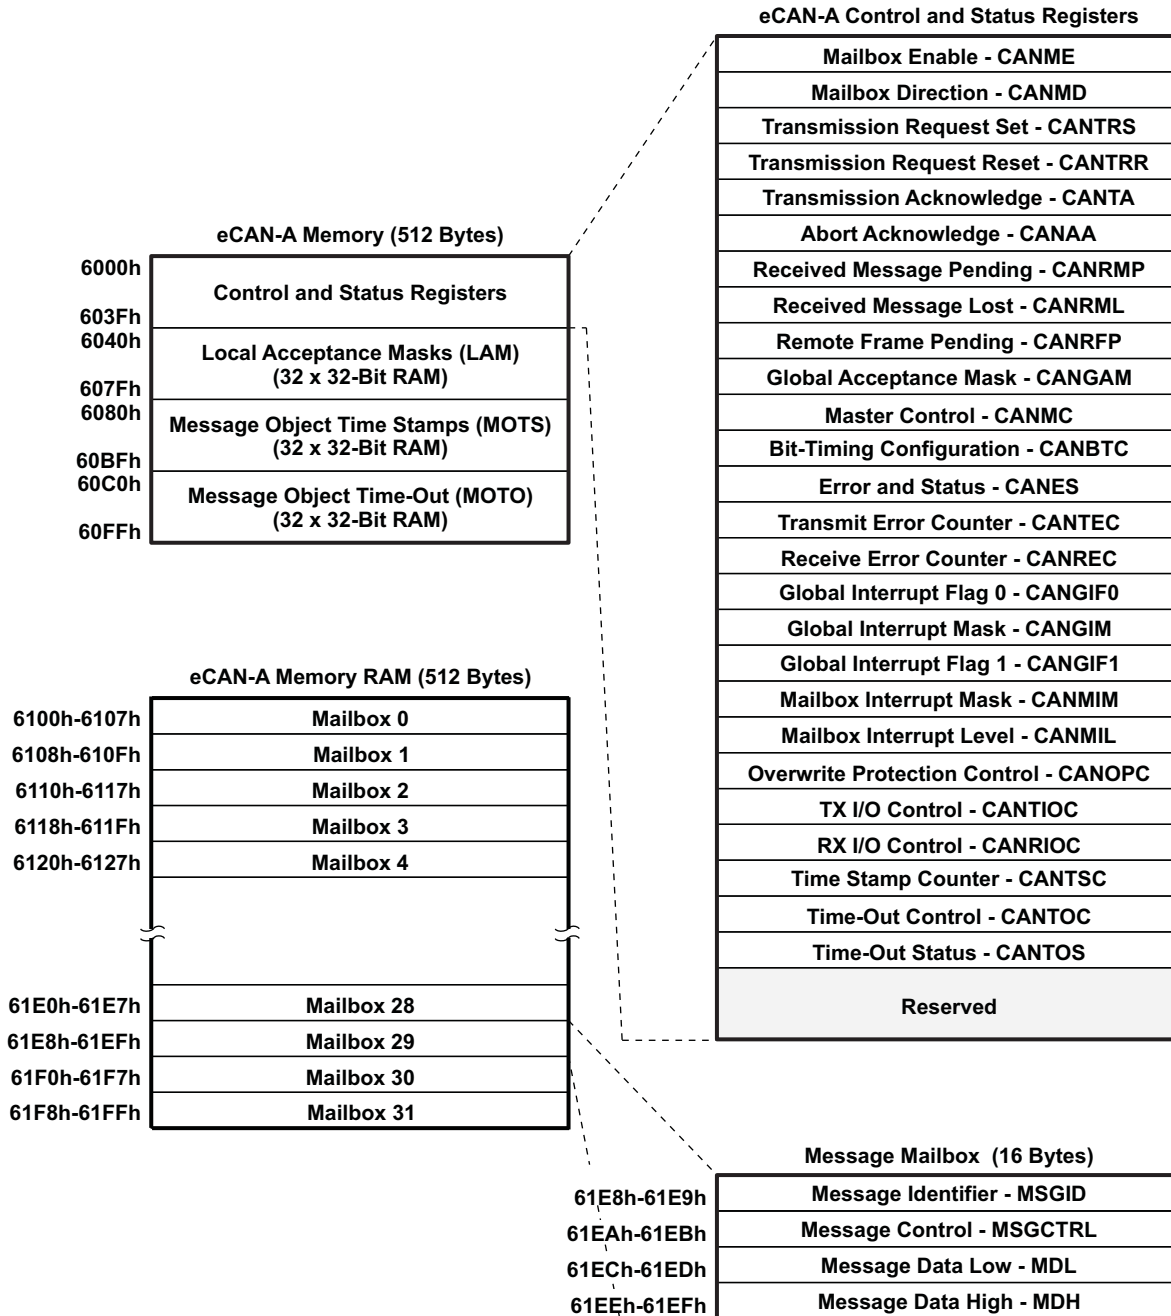 eCAN-A Control and Status Registers
Mailbox Enable - CANME
Mailbox Direction - CANMD
Transmission Request Set - CANTRS
Transmission Request Reset - CANTRR
Transmission Acknowledge - CANTA
Abort Acknowledge - CANAA
Received Message Pending - CANRMP
Received Message Lost - CANRML
Remote Frame Pending - CANRFP
Global Acceptance Mask - CANGAM
Master Control - CANMC
Bit-Timing Configuration - CANBTC
Error and Status - CANES
Transmit Error Counter - CANTEC
Receive Error Counter - CANREC
Global Interrupt Flag 0 - CANGIF0
Global Interrupt Mask - CANGIM
Global Interrupt Flag 1 - CANGIF1
Mailbox Interrupt Mask - CANMIM
Mailbox Interrupt Level - CANMIL
Overwrite Protection Control - CANOPC
TX I/O Control - CANTIOC
RX I/O Control - CANRIOC
Time Stamp Counter - CANTSC
Time-Out Control - CANTOC
Time-Out Status - CANTOS
Reserved
eCAN-A Memory (512 Bytes)
6000h
Control and Status Registers
603Fh
6040h
Local Acceptance Masks (LAM)
(32 x 32-Bit RAM)
607Fh
6080h
Message Object Time Stamps (MOTS)
(32 x 32-Bit RAM)
60BFh
60C0h
Message Object Time-Out (MOTO)
(32 x 32-Bit RAM)
60FFh
eCAN-A Memory RAM (512 Bytes)
6100h-6107h Mailbox 0
6108h-610Fh Mailbox 1
6110h-6117h Mailbox 2
6118h-611Fh Mailbox 3
6120h-6127h Mailbox 4
61E0h-61E7h Mailbox 28
61E8h-61EFh Mailbox 29
61F0h-61F7h Mailbox 30
61F8h-61FFh Mailbox 31
Message Mailbox (16 Bytes)
61E8h-61E9h Message Identifier - MSGID
61EAh-61EBh Message Control - MSGCTRL
61ECh-61EDh Message Data Low - MDL
61EEh-61EFh Message Data High - MDH